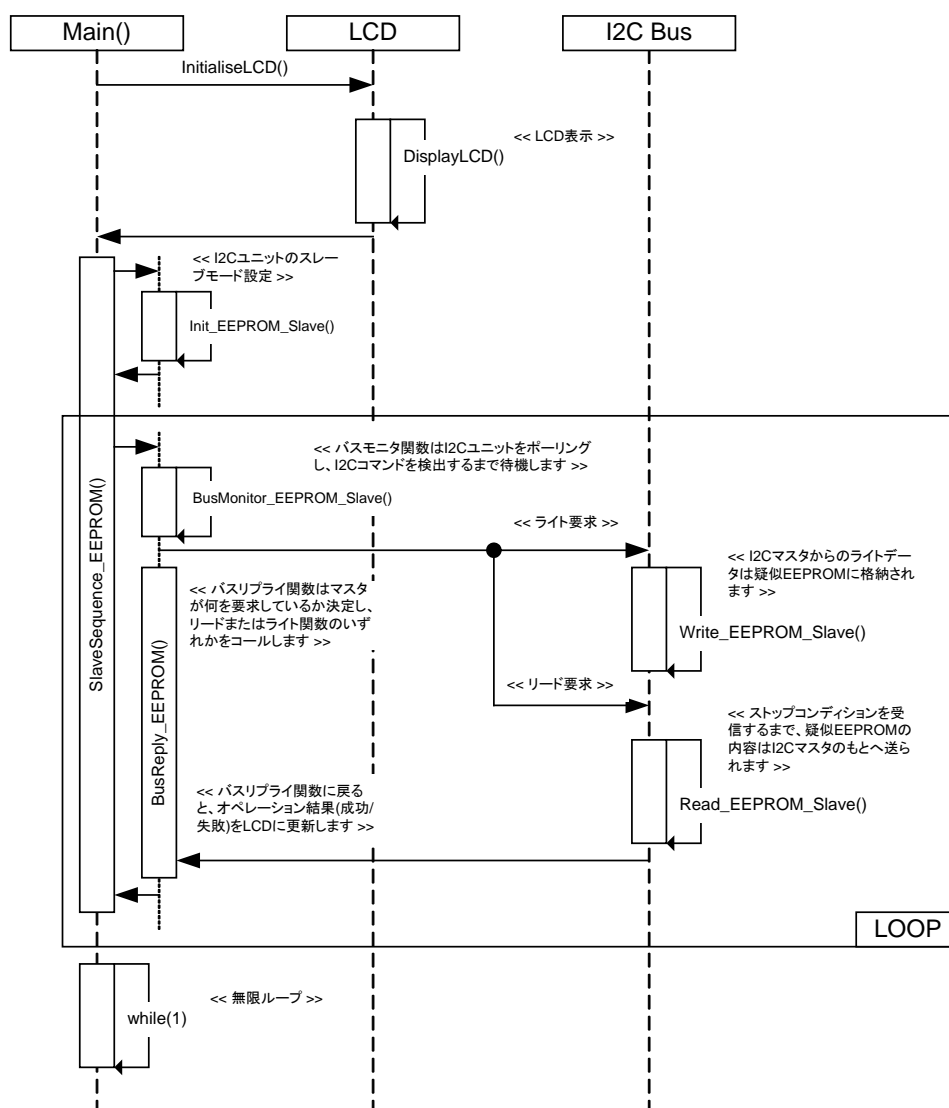 Main()
LCD
I2C Bus
InitialiseLCD()
<< LCD表示 >>
DisplayLCD()
<< I2Cユニットのスレー
ブモード設定 >>
Init_EEPROM_Slave()
SlaveSequence_EEPROM()
<< バスモニタ関数はI2Cユニットをポーリング
し、I2Cコマンドを検出するまで待機します >>
BusMonitor_EEPROM_Slave()
<< ライト要求 >>
<< I2Cマスタからのライトデー
タは疑似EEPROMに格納され
ます >>
Write_EEPROM_Slave()
BusReply_EEPROM()
<< バスリプライ関数はマスタ
が何を要求しているか決定し、
リードまたはライト関数のいず
れかをコールします >>
<< リード要求 >>
<< ストップコンディションを受
信するまで、疑似EEPROMの
内容はI2Cマスタのもとへ送ら
れます >>
Read_EEPROM_Slave()
<< バスリプライ関数に戻る
と、オペレーション結果(成功/
失敗)をLCDに更新します >>
LOOP
<< 無限ループ >>
while(1)